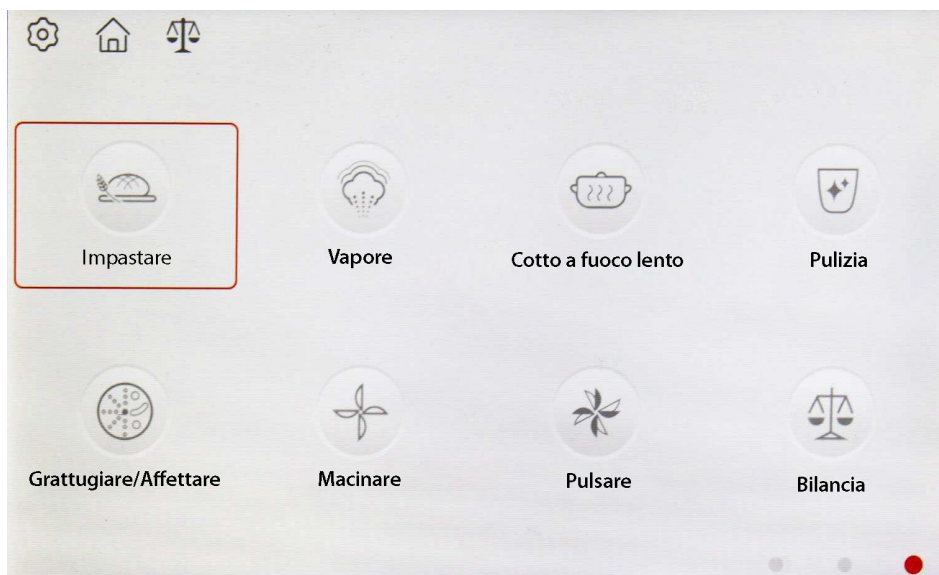 Impastare
Vapore
Cotto a fuoco lento
Pulizia
Grattugiare/Affettare
Macinare
Pulsare
Bilancia